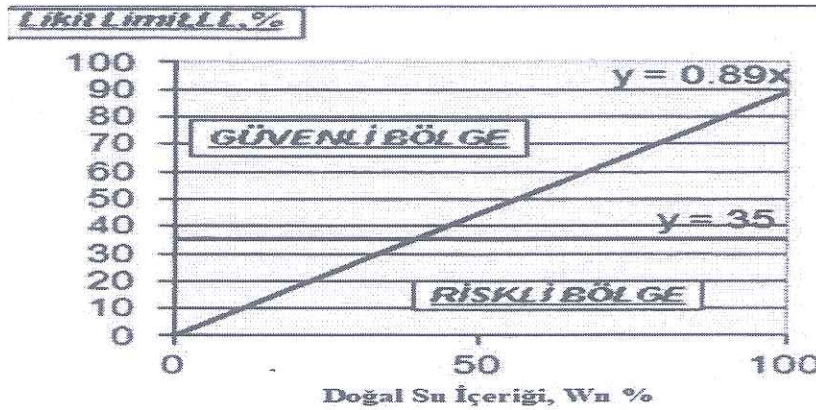 Likit Limit,LL,%
100
90
80
70
60
50
40
30
20
10
0
y = 0.89x
GÜVENLİ BÖLGE
y = 35
RİSKLİ BÖLGE
0
50
100
Doğal Su İçeriği, Wn %